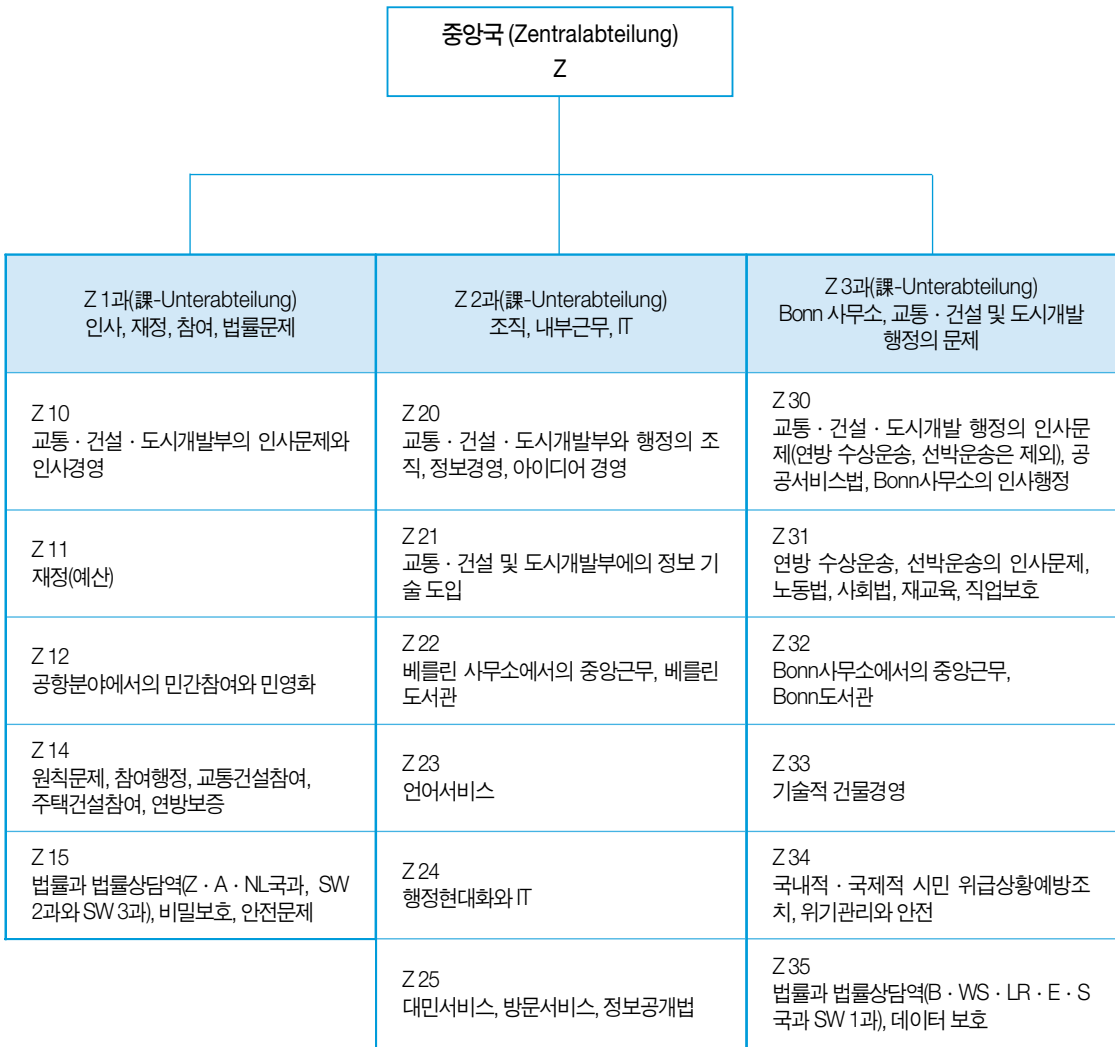 중앙국 (Zentralabteilung)
Z
Z 1과(課-Unterabteilung)
인사, 재정, 참여, 법률문제
Z 10
교통 · 건설 · 도시개발부의 인사문제와
인사경영
Z 11
재정(예산)
Z 12
공항분야에서의 민간참여와 민영화
Z 14
원칙문제, 참여행정, 교통건설참여,
주택건설참여, 연방보증
Z 15
법률과 법률상담역(Z · A · NL국과, SW
2과와 SW 3과), 비밀보호, 안전문제
Z 2과(課-Unterabteilung)
조직, 내부근무, IT
Z 20
교통 · 건설 · 도시개발부와 행정의 조
직, 정보경영, 아이디어 경영
Z 21
교통 · 건설 및 도시개발부에의 정보 기
술 도입
Z 22
베를린 사무소에서의 중앙근무, 베를린
도서관
Z 23
언어서비스
Z 24
행정현대화와 IT
Z 25
대민서비스, 방문서비스, 정보공개법
Z 3과(課-Unterabteilung)
Bonn 사무소, 교통 · 건설 및 도시개발
행정의 문제
Z 30
교통 · 건설 · 도시개발 행정의 인사문
제(연방 수상운송, 선박운송은 제외), 공
공서비스법, Bonn사무소의 인사행정
Z 31
연방 수상운송, 선박운송의 인사문제,
노동법, 사회법, 재교육, 직업보호
Z 32
Bonn사무소에서의 중앙근무,
Bonn도서관
Z 33
기술적 건물경영
Z 34
국내적 · 국제적 시민 위급상황예방조
치, 위기관리와 안전
Z 35
법률과 법률상담역(B · WS · LR · E · S
국과 SW 1과), 데이터 보호